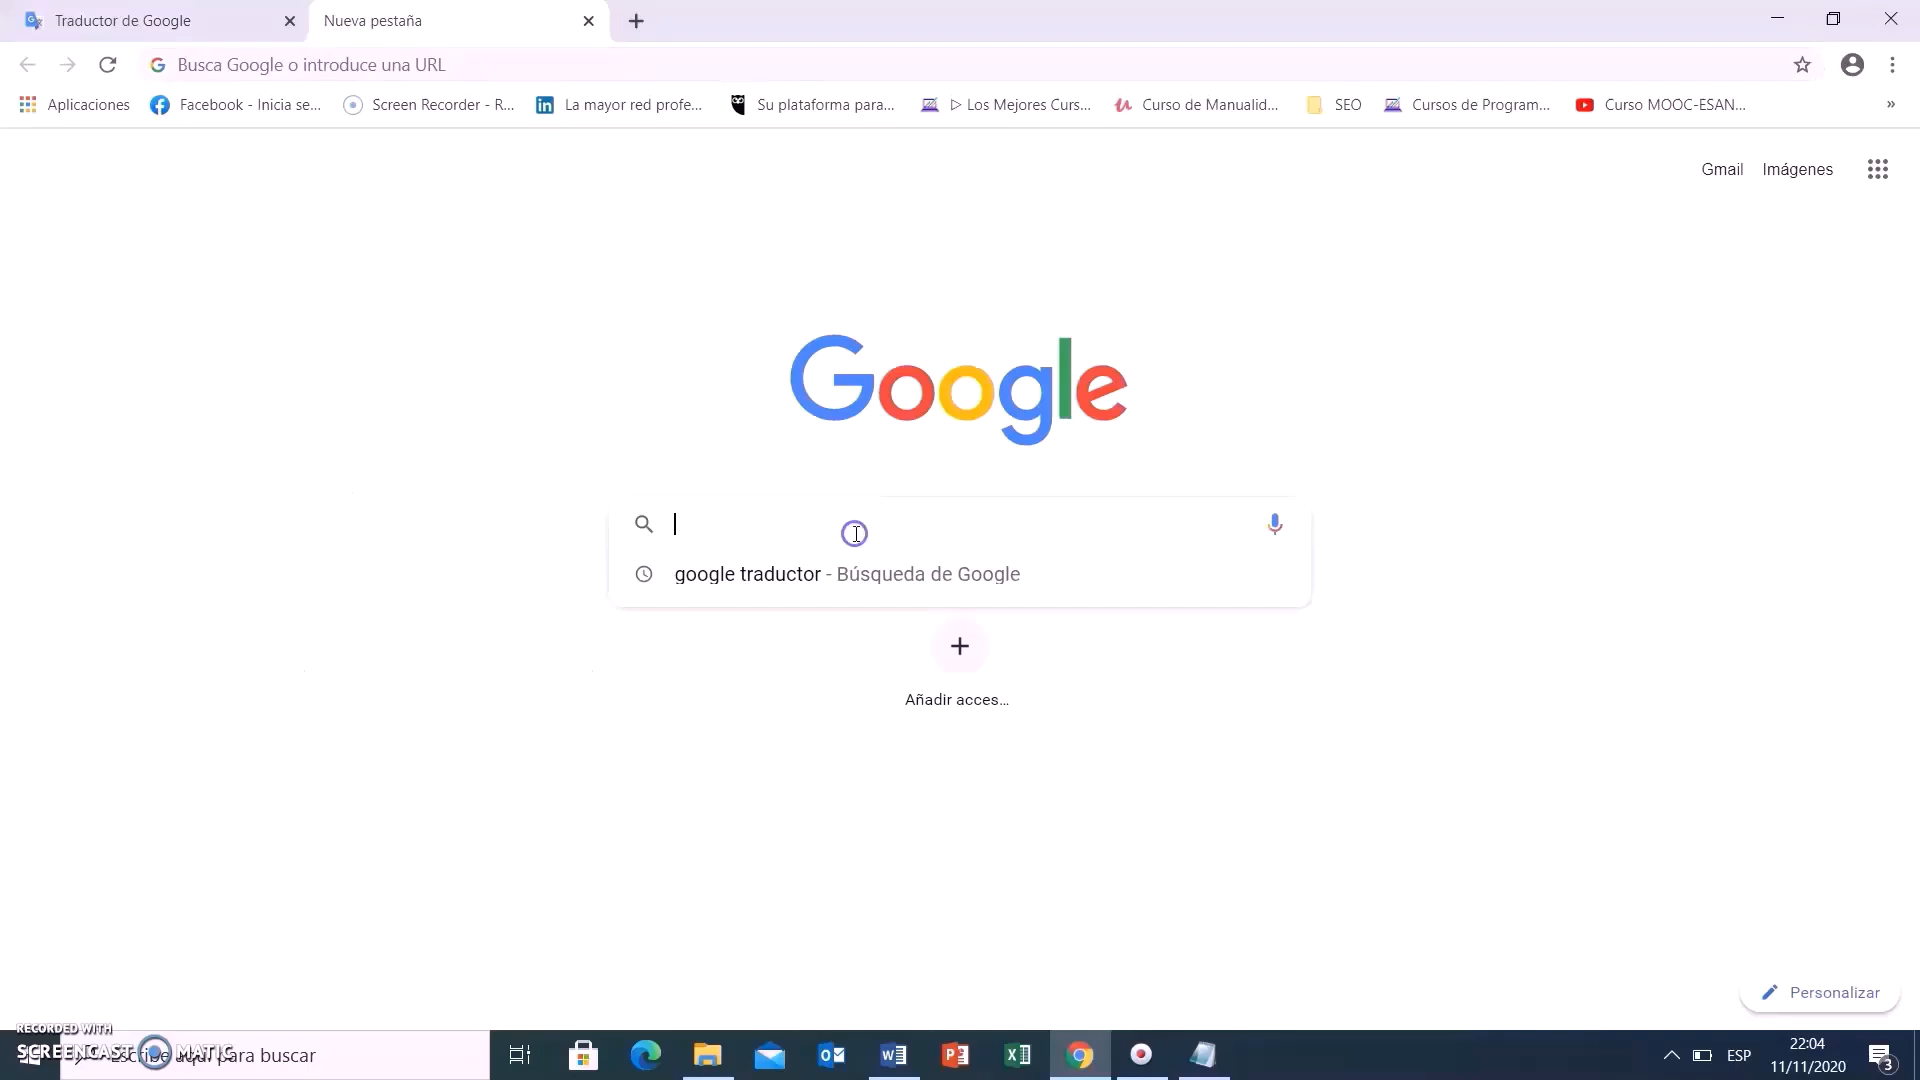 Traductor de Google
Nueva pestaña
Busca Google o introduce una URL
Aplicaciones
Facebook - Inicia se...
Screen Recorder - R...
La mayor red profe...
Su plataforma para...
▷ Los Mejores Curs...
Curso de Manualid...
SEO
Cursos de Program...
Curso MOOC-ESAN...
»
Gmail
Imágenes
Google
google traductor - Búsqueda de Google
Añadir acces...
Personalizar
RECORDED WITH
SCREENCAST MATIC
Escribe aquí para buscar
ESP
22:04
11/11/2020
3